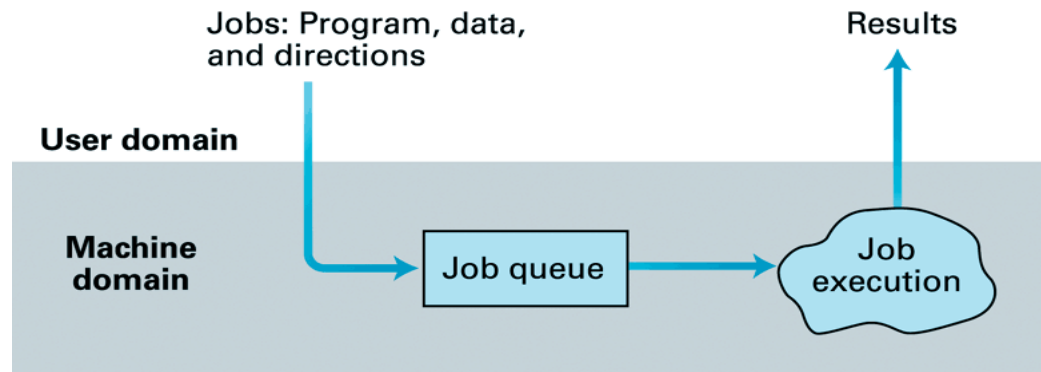 Jobs: Program, data,
and directions
Results
User domain
Machine
domain
Job queue
Job
execution